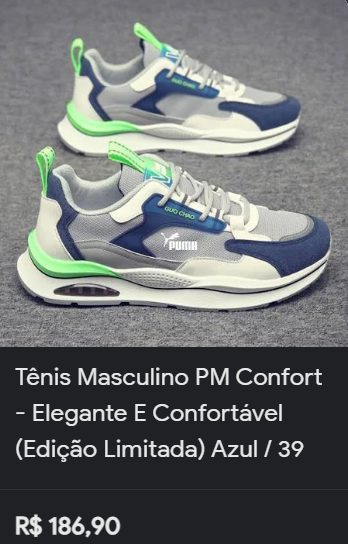 GUO CHAO
GUO CHAO
PUMA
Tênis Masculino PM Confort
- Elegante E Confortável
(Edição Limitada) Azul / 39
R$ 186,90